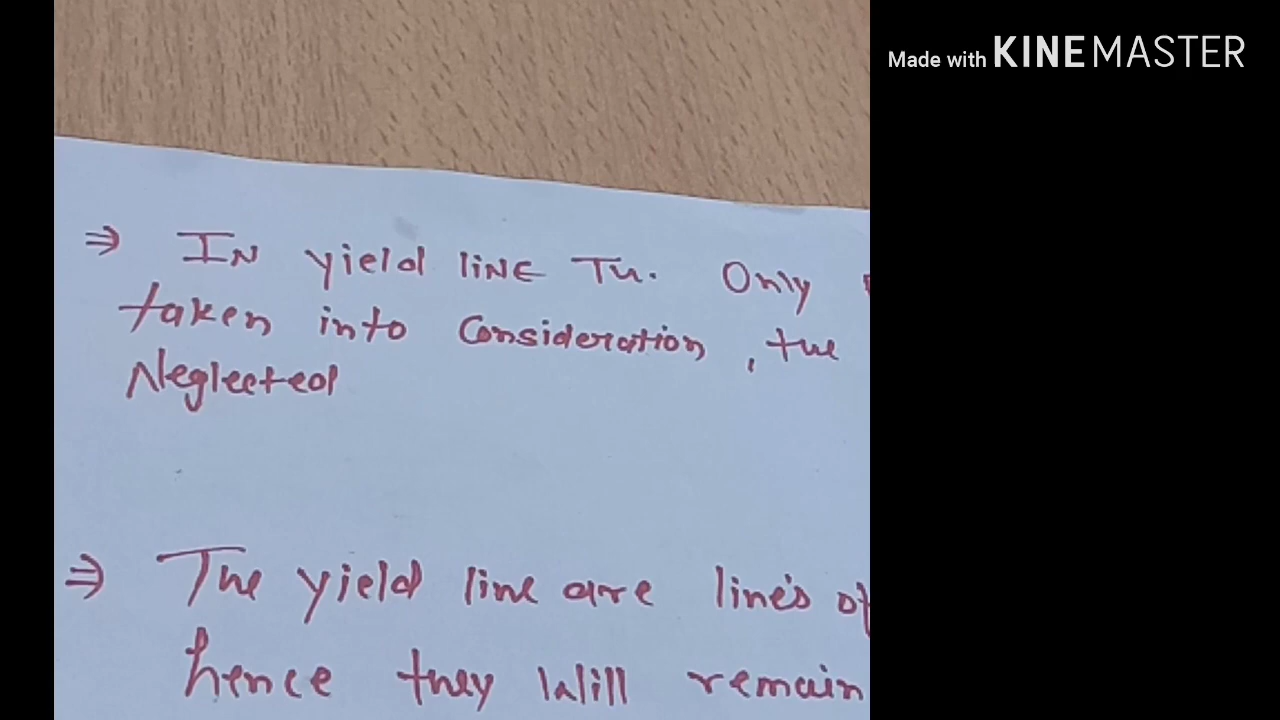 Made with KINEMASTER
⇒ IN yield line Th. Only
taken into Consideration, the
Neglected
⇒ The yield line are line's of
hence they will remain